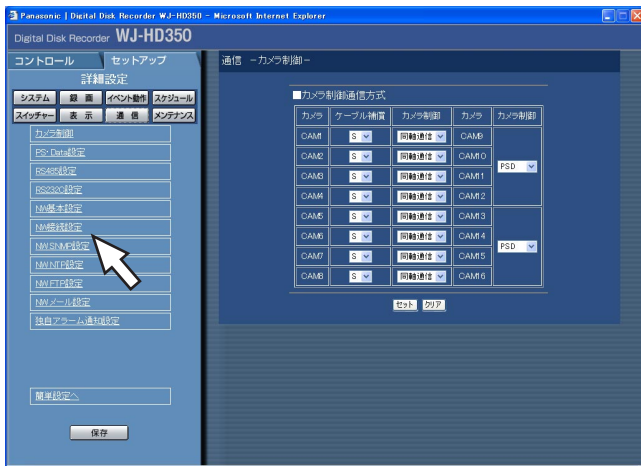 Panasonic | Digital Disk Recorder WJ-HD350 - Microsoft Internet Explorer
Digital Disk Recorder WJ-HD350
コントロール セットアップ
詳細設定
システム 録 画 イベント動作 スケジュール
スイッチャー 表 示 通 信 メンテナンス
カメラ制御
PS・Data設定
RS485設定
RS232C設定
NW基本設定
NW接続設定
NW SNMP設定
NW NTP設定
NW FTP設定
NW メール設定
独自アラーム通知設定
簡単設定へ
保存
通信 -カメラ制御-
■カメラ制御通信方式
カメラ ケーブル補償 カメラ制御 カメラ カメラ制御
CAM1 S 同軸通信 CAM9 PSD
CAM2 S 同軸通信 CAM10
CAM3 S 同軸通信 CAM11
CAM4 S 同軸通信 CAM12
CAM5 S 同軸通信 CAM13 PSD
CAM6 S 同軸通信 CAM14
CAM7 S 同軸通信 CAM15
CAM8 S 同軸通信 CAM16
セット クリア